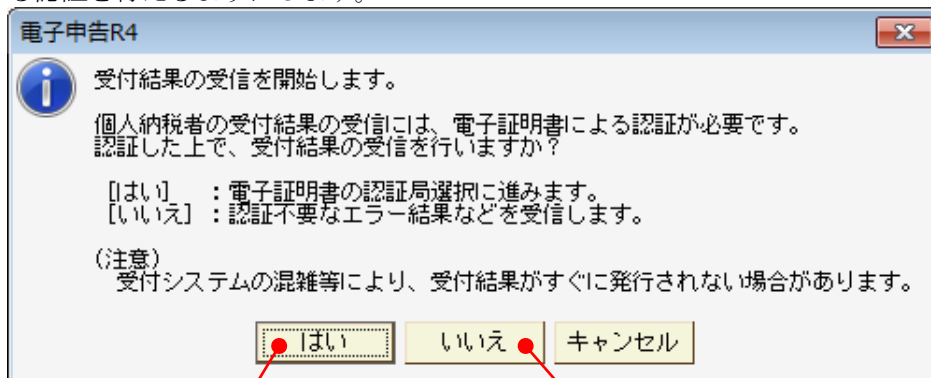 電子申告R4
受付結果の受信を開始します。
個人納税者の受付結果の受信には、電子証明書による認証が必要です。
認証した上で、受付結果の受信を行いますか？
[はい] ：電子証明書の認証局選択に進みます。
[いいえ]：認証不要なエラー結果などを受信します。
(注意)
受付システムの混雑等により、受付結果がすぐに発行されない場合があります。
はい いいえ キャンセル